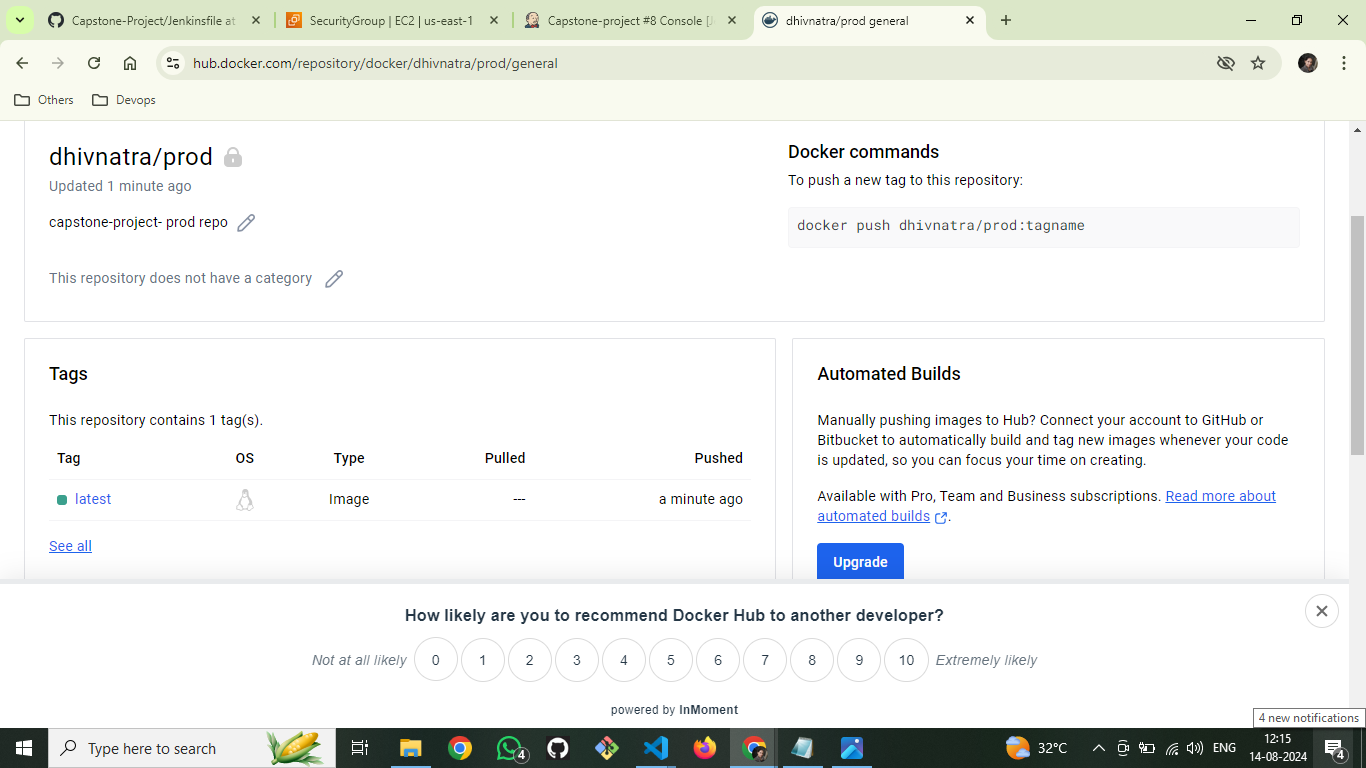 Capstone-Project/Jenkinsfile at
SecurityGroup | EC2 | us-east-1
Capstone-project #8 Console [Je
dhivnatra/prod general
hub.docker.com/repository/docker/dhivnatra/prod/general
Others
Devops
dhivnatra/prod
Updated 1 minute ago
capstone-project- prod repo
This repository does not have a category
Docker commands
To push a new tag to this repository:
docker push dhivnatra/prod:tagname
Tags
This repository contains 1 tag(s).
Tag OS Type Pulled Pushed
latest Image --- a minute ago
See all
Automated Builds
Manually pushing images to Hub? Connect your account to GitHub or
Bitbucket to automatically build and tag new images whenever your code
is updated, so you can focus your time on creating.
Available with Pro, Team and Business subscriptions. Read more about
automated builds .
Upgrade
How likely are you to recommend Docker Hub to another developer?
Not at all likely 0 1 2 3 4 5 6 7 8 9 10 Extremely likely
powered by InMoment
4 new notifications
Type here to search
4
32°C
ENG
12:15
14-08-2024
4